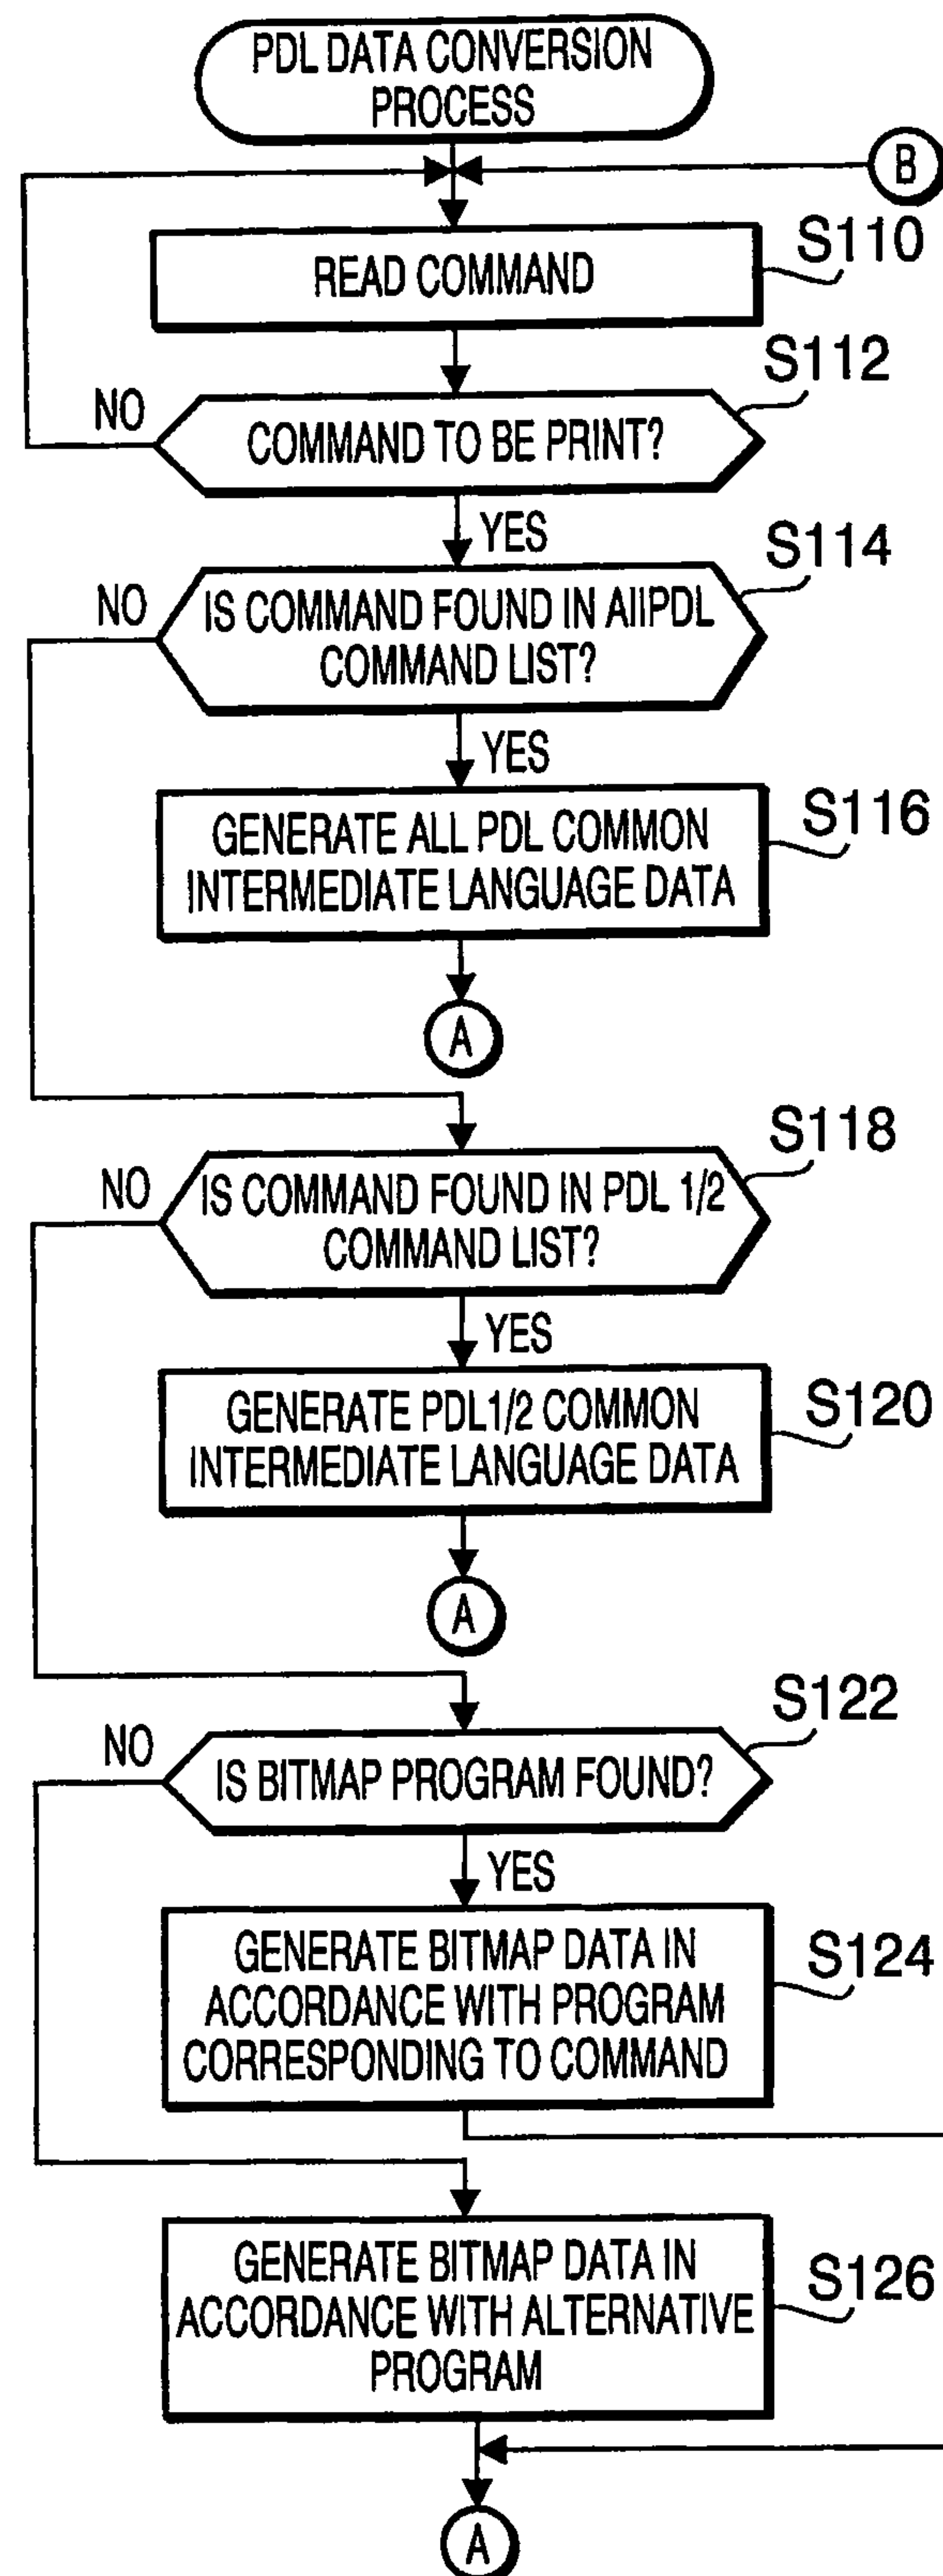 PDL DATA CONVERSION
PROCESS
B
S110
READ COMMAND
S112
NO
COMMAND TO BE PRINT?
YES
S114
NO
IS COMMAND FOUND IN AIIPDL
COMMAND LIST?
YES
S116
GENERATE ALL PDL COMMON
INTERMEDIATE LANGUAGE DATA
A
S118
NO
IS COMMAND FOUND IN PDL 1/2
COMMAND LIST?
YES
S120
GENERATE PDL1/2 COMMON
INTERMEDIATE LANGUAGE DATA
A
S122
NO
IS BITMAP PROGRAM FOUND?
YES
S124
GENERATE BITMAP DATA IN
ACCORDANCE WITH PROGRAM
CORRESPONDING TO COMMAND
S126
GENERATE BITMAP DATA IN
ACCORDANCE WITH ALTERNATIVE
PROGRAM
A